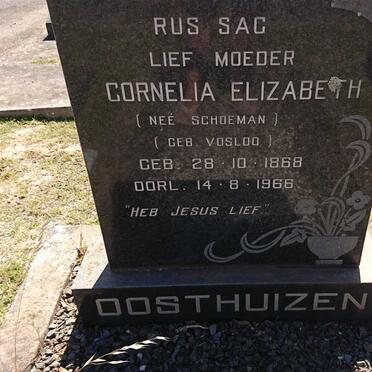 RUS SAG
LIEF MOEDER
CORNELIA ELIZABETH
( NEÉ SCHOEMAN )
( GEB. VOSLOO )
GEB. 28 - 10 - 1868
OORL. 14 - 8 - 1966
"HEB JESUS LIEF"
OOSTHUIZEN